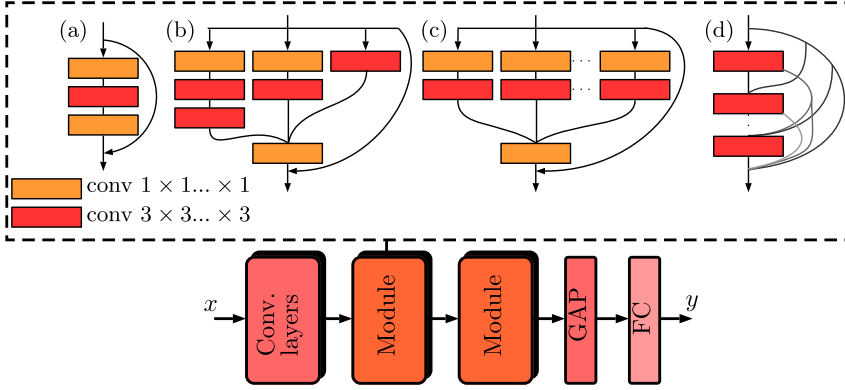 (a)
(b)
(c)
(d)
. . .
. . .
conv 1 × 1... × 1
conv 3 × 3... × 3
x
Conv.
layers
Module
Module
GAP
FC
y